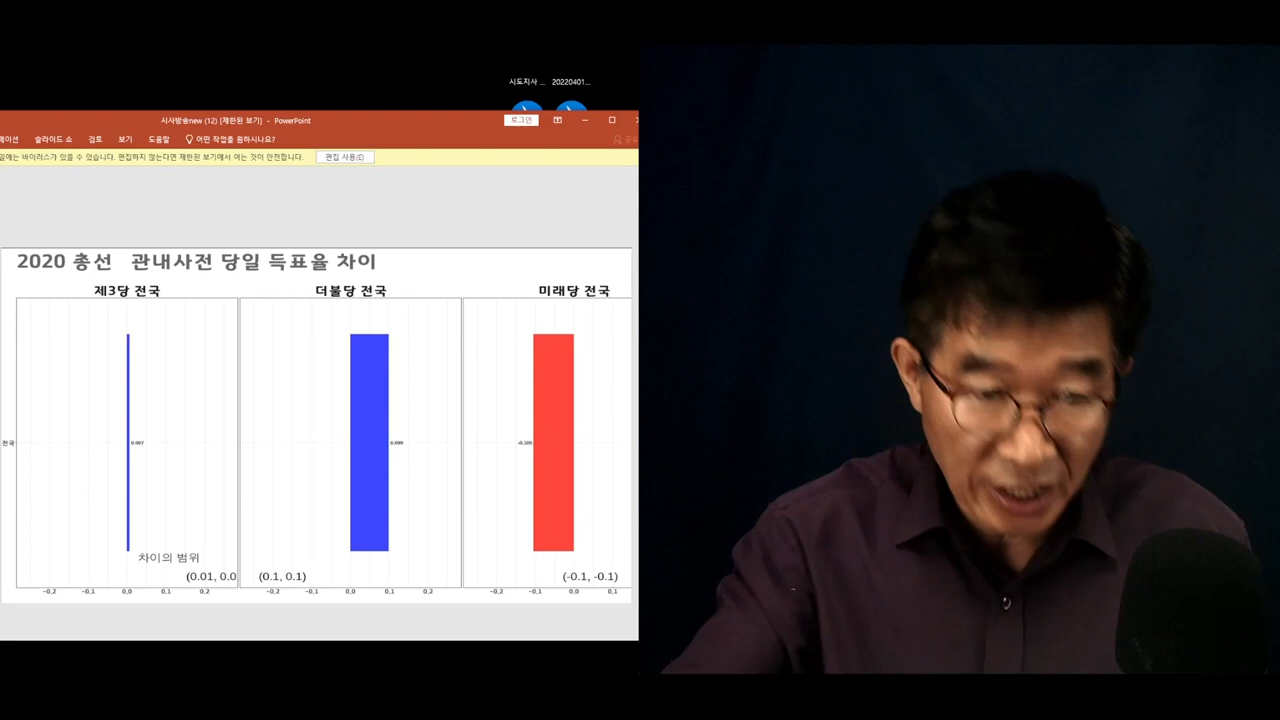 시도지사 ... 20220401...
시사방송new (12) [제한된 보기] - PowerPoint 로그인
메이션 슬라이드 쇼 검토 보기 도움말 어떤 작업을 원하시나요?
일에는 바이러스가 있을 수 있습니다. 편집하지 않는다면 제한된 보기에서 여는 것이 안전합니다. 편집 사용(E)
2020 총선 관내사전 당일 득표율 차이
제3당 전국 더불당 전국 미래당 전국
전국 0.007 0.099 -0.105
차이의 범위
(0.01, 0.0 (0.1, 0.1) (-0.1, -0.1)
-0.2 -0.1 0.0 0.1 0.2 -0.2 -0.1 0.0 0.1 0.2 -0.2 -0.1 0.0 0.1